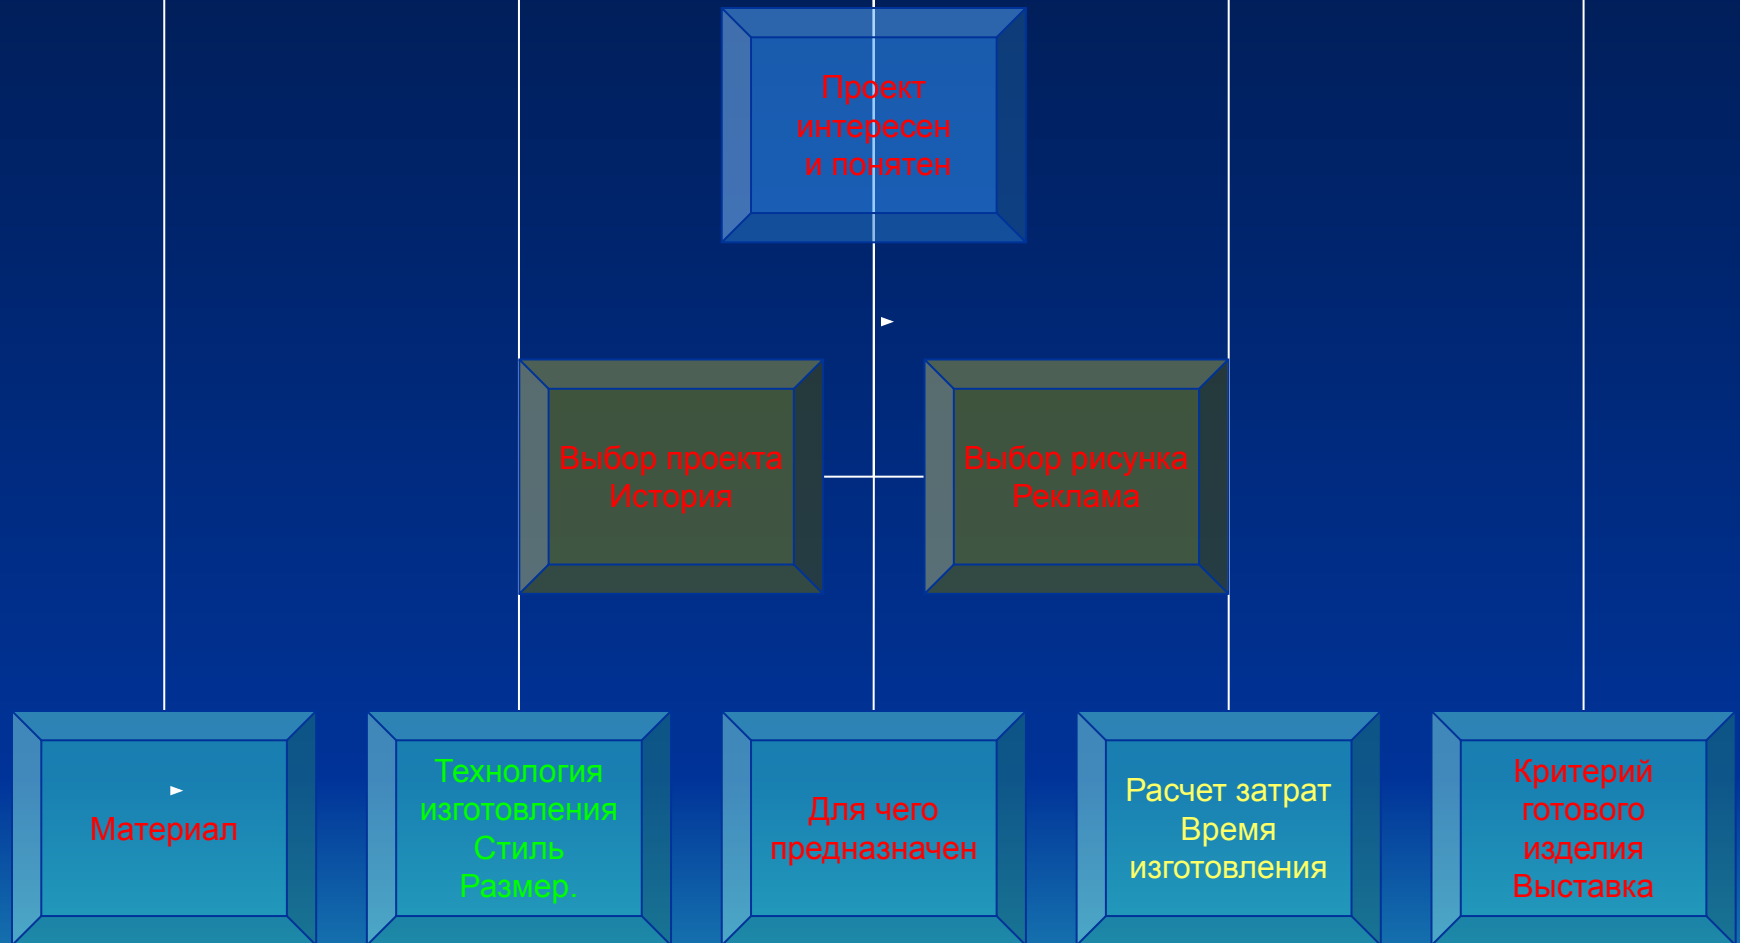 Проект
интересен
и понятен
Выбор проекта
История
Выбор рисунка
Реклама
Материал
Технология
изготовления
Стиль
Размер.
Для чего
предназначен
Расчет затрат
Время
изготовления
Критерий
готового
изделия
Выставка